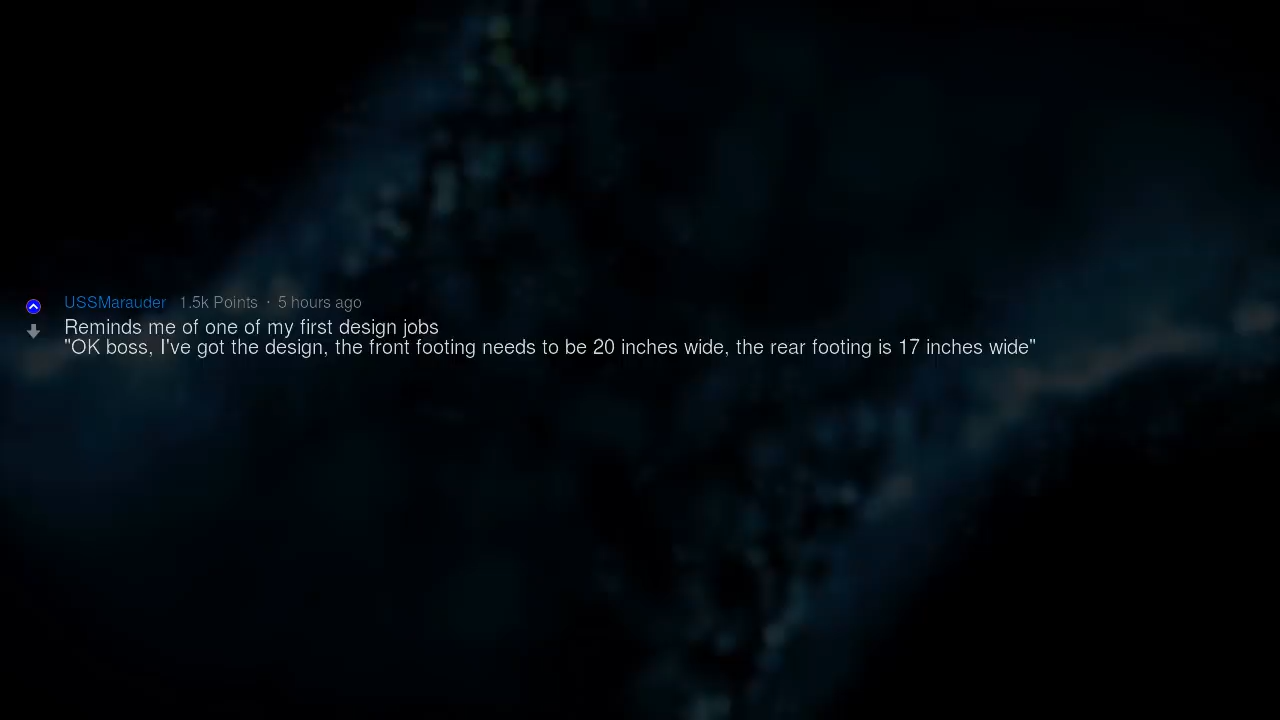 USSMarauder 1.5k Points · 5 hours ago
Reminds me of one of my first design jobs
"OK boss, I've got the design, the front footing needs to be 20 inches wide, the rear footing is 17 inches wide"